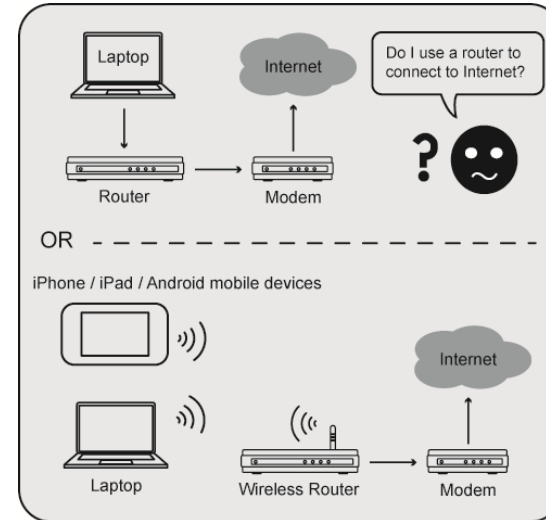 Laptop
Internet
Do I use a router to
connect to Internet?
?
Router
Modem
OR
iPhone / iPad / Android mobile devices
Internet
Laptop
Wireless Router
Modem